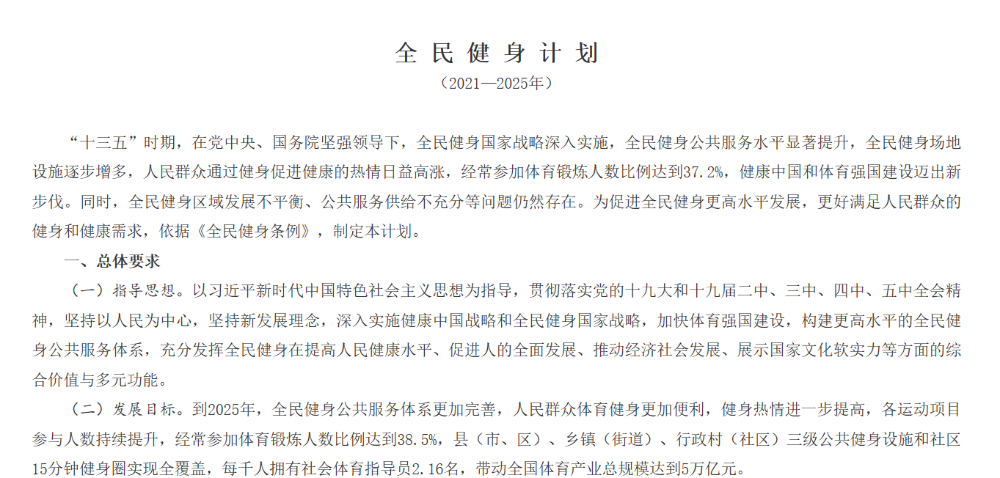 全民健身计划
（2021—2025年）
“十三五”时期，在党中央、国务院坚强领导下，全民健身国家战略深入实施，全民健身公共服务水平显著提升，全民健身场地
设施逐步增多，人民群众通过健身促进健康的热情日益高涨，经常参加体育锻炼人数比例达到37.2%，健康中国和体育强国建设迈出新
步伐。同时，全民健身区域发展不平衡、公共服务供给不充分等问题仍然存在。为促进全民健身更高水平发展，更好满足人民群众的
健身和健康需求，依据《全民健身条例》，制定本计划。
一、总体要求
（一）指导思想。以习近平新时代中国特色社会主义思想为指导，贯彻落实党的十九大和十九届二中、三中、四中、五中全会精
神，坚持以人民为中心，坚持新发展理念，深入实施健康中国战略和全民健身国家战略，加快体育强国建设，构建更高水平的全民健
身公共服务体系，充分发挥全民健身在提高人民健康水平、促进人的全面发展、推动经济社会发展、展示国家文化软实力等方面的综
合价值与多元功能。
（二）发展目标。到2025年，全民健身公共服务体系更加完善，人民群众体育健身更加便利，健身热情进一步提高，各运动项目
参与人数持续提升，经常参加体育锻炼人数比例达到38.5%，县（市、区）、乡镇（街道）、行政村（社区）三级公共健身设施和社区
15分钟健身圈实现全覆盖，每千人拥有社会体育指导员2.16名，带动全国体育产业总规模达到5万亿元。